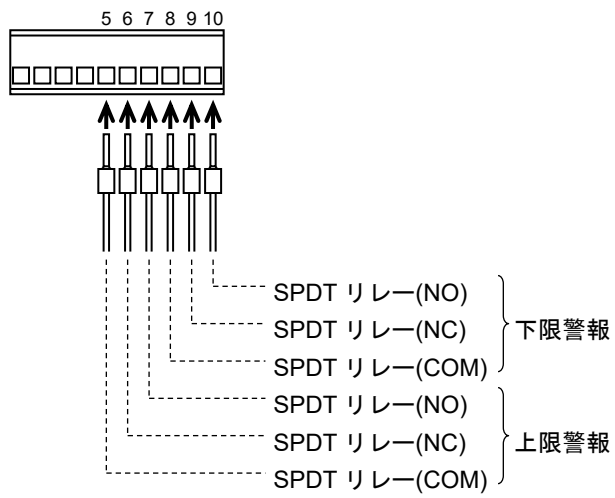 5 6 7 8 9 10
SPDT リレー(NO)
SPDT リレー(NC)
下限警報
SPDT リレー(COM)
SPDT リレー(NO)
SPDT リレー(NC)
上限警報
SPDT リレー(COM)